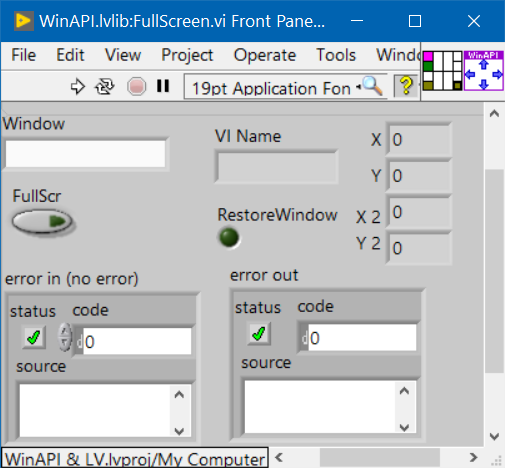 WinAPI.lvlib:FullScreen.vi Front Pane...
File Edit View Project Operate Tools Windo
19pt Application Fon
?
WinAPI
Window
VI Name
X 0
Y 0
FullScr
RestoreWindow
X 2 0
Y 2 0
error in (no error)
error out
status code
d 0
source
status code
d 0
source
WinAPI & LV.lvproj/My Computer